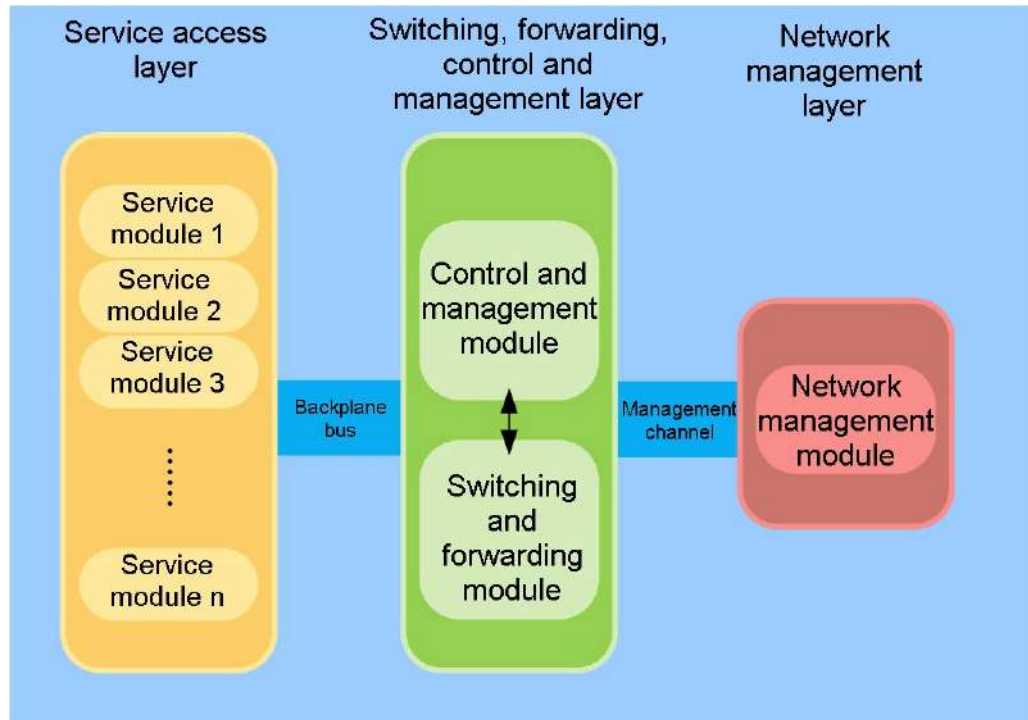 Service access
layer
Switching, forwarding,
control and
management layer
Network
management
layer
Service
module 1
Service
module 2
Service
module 3
Service
module n
Backplane
bus
Control and
management
module
Switching
and
forwarding
module
Management
channel
Network
management
module